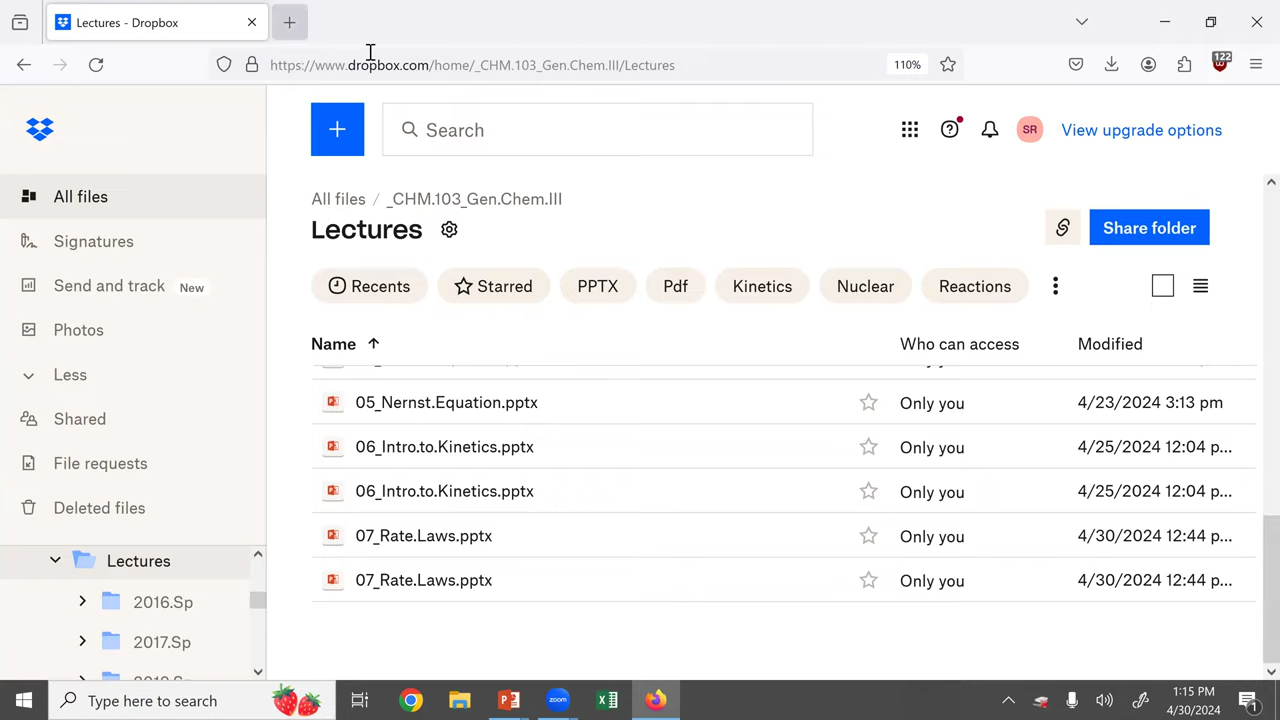 Lectures - Dropbox
https://www.dropbox.com/home/_CHM.103_Gen.Chem.III/Lectures
110%
122
Search
SR
View upgrade options
All files
Signatures
Send and track New
Photos
Less
Shared
File requests
Deleted files
Lectures
2016.Sp
2017.Sp
All files / _CHM.103_Gen.Chem.III
Lectures
Share folder
Recents
Starred
PPTX
Pdf
Kinetics
Nuclear
Reactions
Name Who can access Modified
05_Nernst.Equation.pptx Only you 4/23/2024 3:13 pm
06_Intro.to.Kinetics.pptx Only you 4/25/2024 12:04 p...
06_Intro.to.Kinetics.pptx Only you 4/25/2024 12:04 p...
07_Rate.Laws.pptx Only you 4/30/2024 12:44 p...
07_Rate.Laws.pptx Only you 4/30/2024 12:44 p...
Type here to search
zoom
1:15 PM
4/30/2024
1